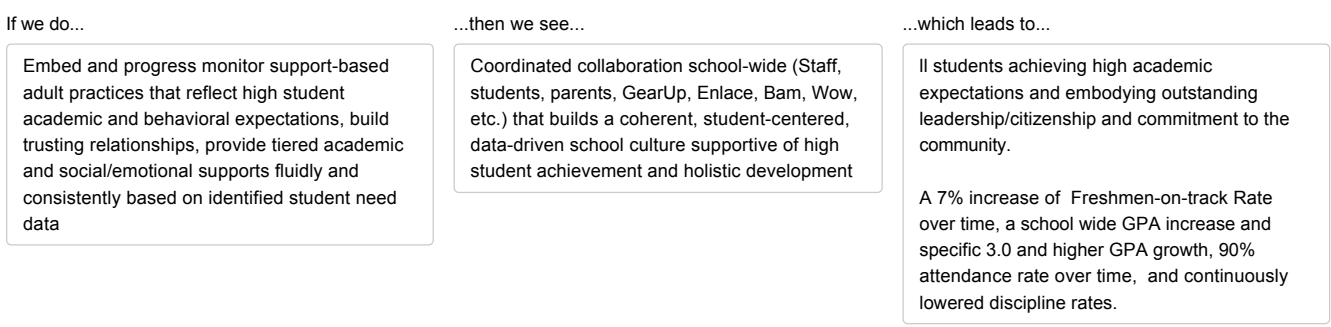 If we do...
Embed and progress monitor support-based
adult practices that reflect high student
academic and behavioral expectations, build
trusting relationships, provide tiered academic
and social/emotional supports fluidly and
consistently based on identified student need
data
...then we see...
Coordinated collaboration school-wide (Staff,
students, parents, GearUp, Enlace, Bam, Wow,
etc.) that builds a coherent, student-centered,
data-driven school culture supportive of high
student achievement and holistic development
...which leads to...
ll students achieving high academic
expectations and embodying outstanding
leadership/citizenship and commitment to the
community.
A 7% increase of  Freshmen-on-track Rate
over time, a school wide GPA increase and
specific 3.0 and higher GPA growth, 90%
attendance rate over time,  and continuously
lowered discipline rates.